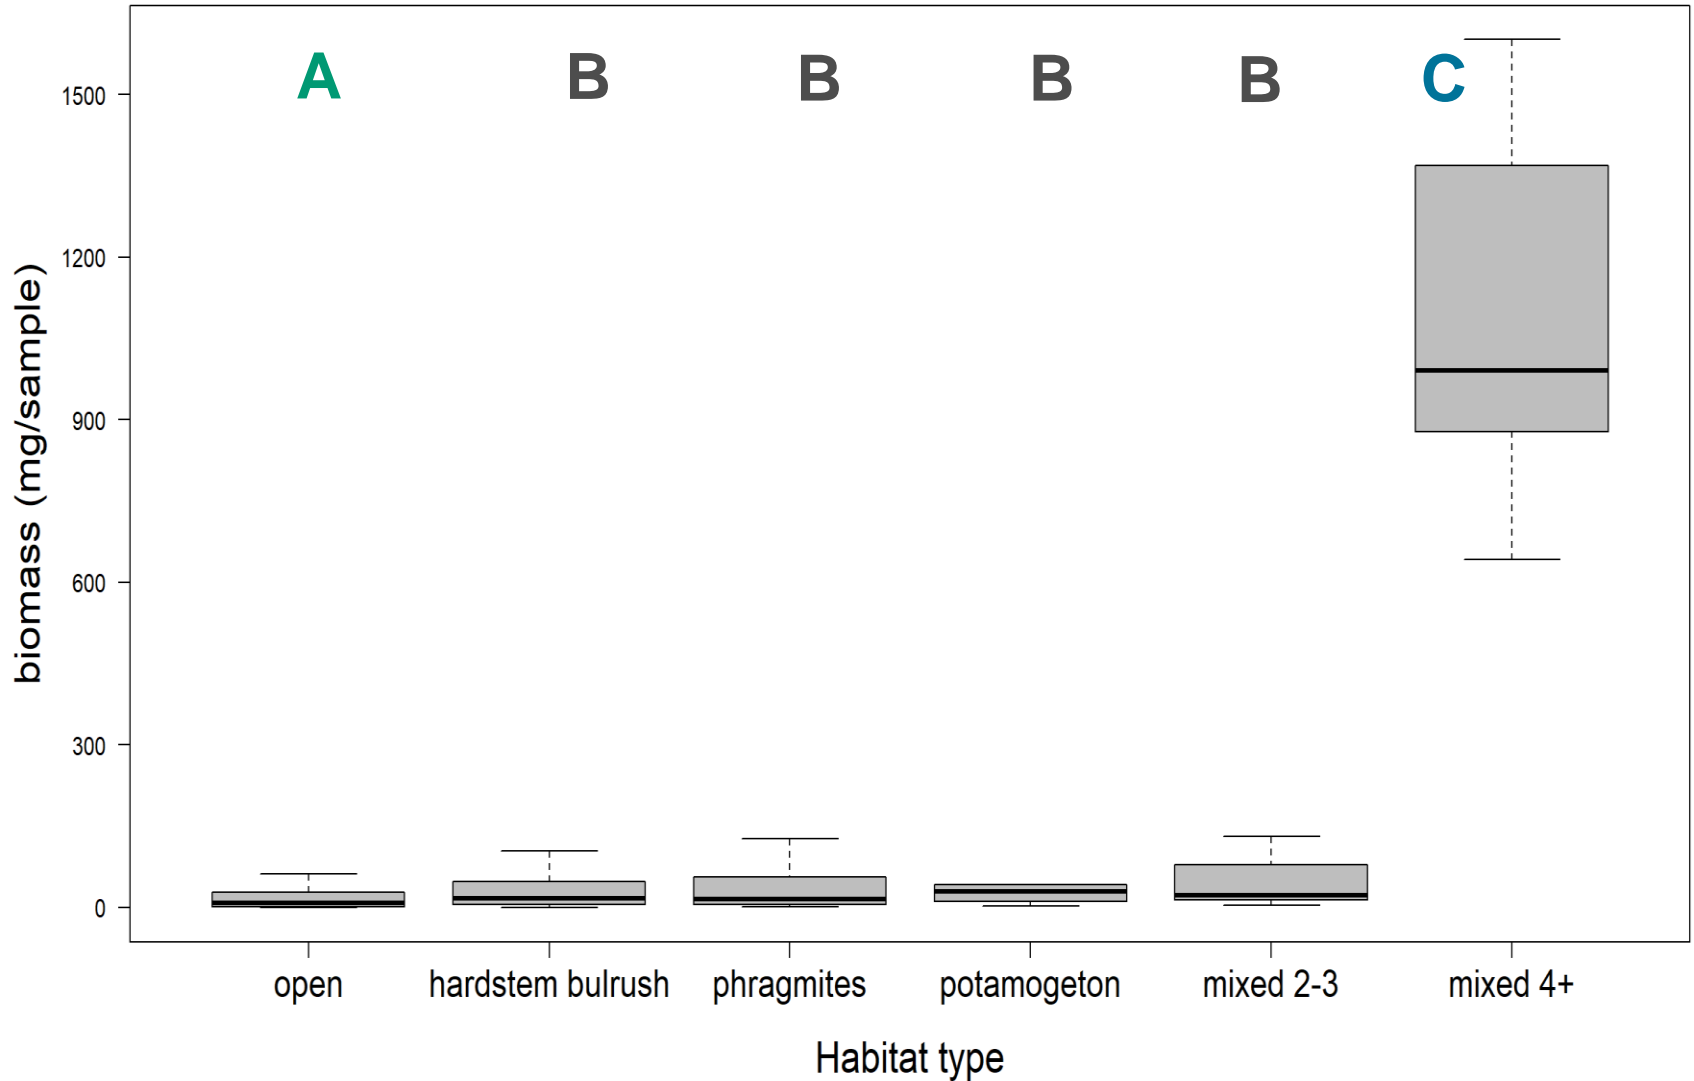 A B B B B C
1500
1200
900
600
300
0
biomass (mg/sample)
open hardstem bulrush phragmites potamogeton mixed 2-3 mixed 4+
Habitat type